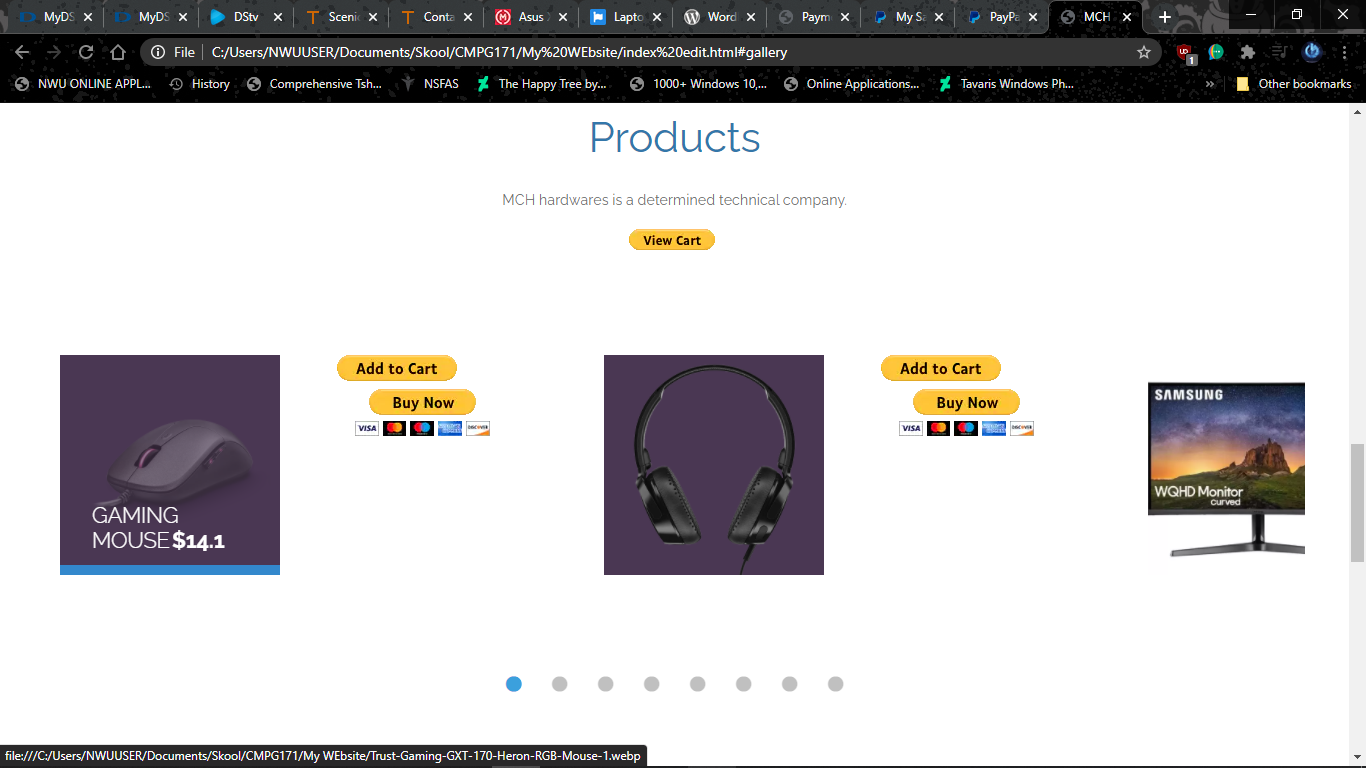 MyDS
MyDS
DStv
Scenic
Conta
Asus
Lapto
Word
Paym
My Sa
PayPa
MCH
File
C:/Users/NWUUSER/Documents/Skool/CMPG171/My%20WEbsite/index%20edit.html#gallery
1
NWU ONLINE APPL...
History
Comprehensive Tsh...
NSFAS
The Happy Tree by...
1000+ Windows 10,...
Online Applications...
Tavaris Windows Ph...
»
Other bookmarks
Products
MCH hardwares is a determined technical company.
View Cart
GAMING
MOUSE $14.1
Add to Cart
Buy Now
VISA
DISCOVER
Add to Cart
Buy Now
VISA
DISCOVER
SAMSUNG
WQHD Monitor
curved
file:///C:/Users/NWUUSER/Documents/Skool/CMPG171/My WEbsite/Trust-Gaming-GXT-170-Heron-RGB-Mouse-1.webp